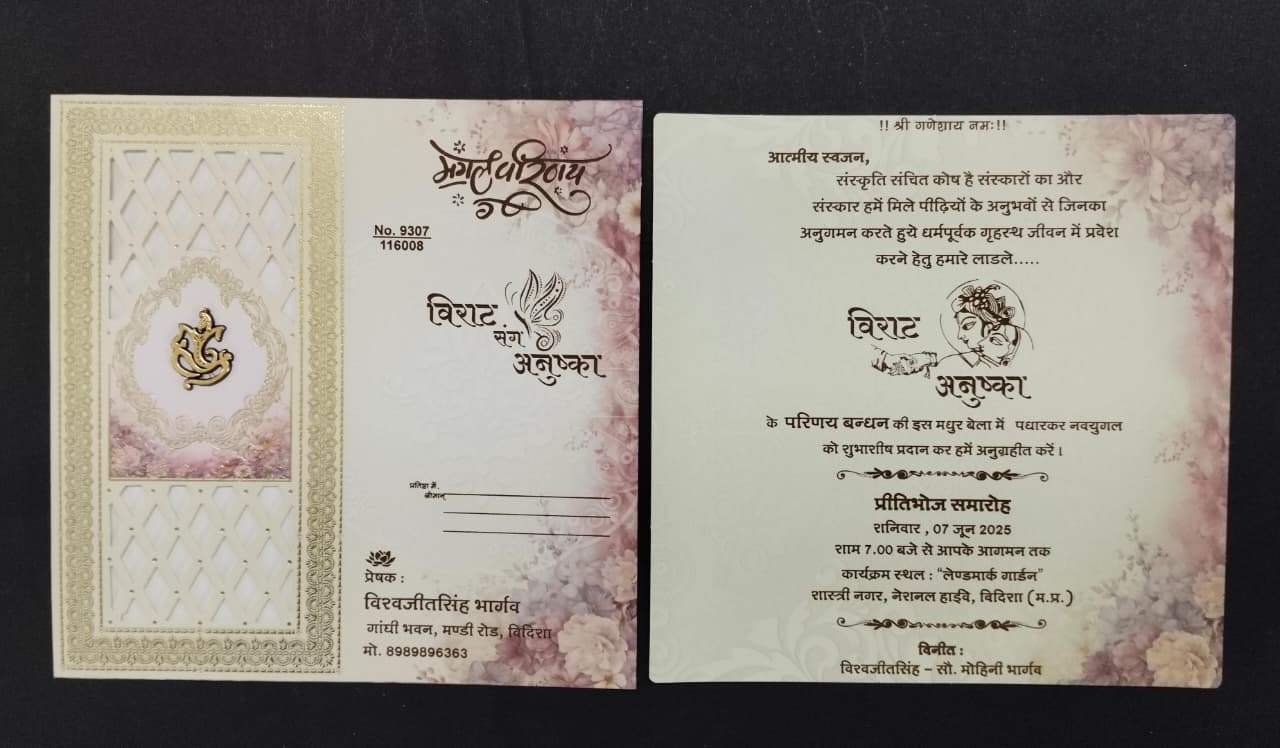 मंगल परिणय
No. 9307
116008
विराट
संग
अनुष्का
प्रतिष्ठा में,
श्रीमान्
प्रेषक :
विश्वजीतसिंह भार्गव
गांधी भवन, मण्डी रोड, विदिशा
मो. 8989896363
!! श्री गणेशाय नमः!!
आत्मीय स्वजन,
संस्कृति संचित कोष है संस्कारों का और
संस्कार हमें मिले पीढ़ियों के अनुभवों से जिनका
अनुगमन करते हुये धर्मपूर्वक गृहस्थ जीवन में प्रवेश
करने हेतु हमारे लाडले.....
विराट
अनुष्का
के परिणय बन्धन की इस मधुर बेला में पधारकर नवयुगल
को शुभाशीष प्रदान कर हमें अनुग्रहीत करें ।
प्रीतिभोज समारोह
शनिवार , 07 जून 2025
शाम 7.00 बजे से आपके आगमन तक
कार्यक्रम स्थल : “लेण्डमार्क गार्डन”
शास्त्री नगर, नेशनल हाईवे, विदिशा (म.प्र.)
विनीत :
विश्वजीतसिंह – सौ. मोहिनी भार्गव